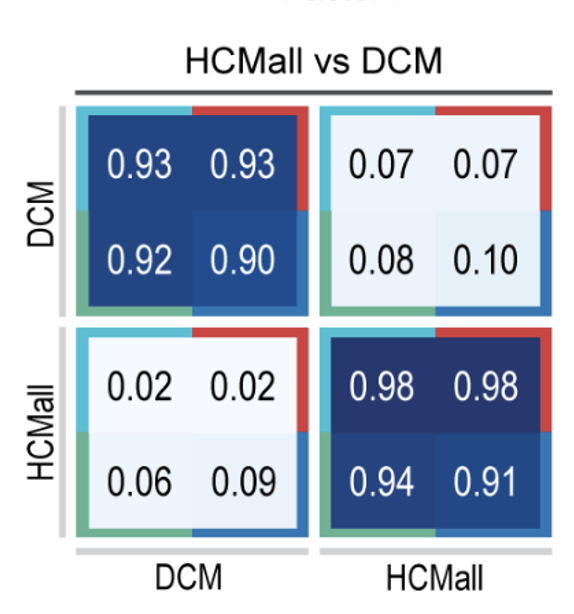 HCMall vs DCM
DCM
0.93 0.93 0.07 0.07
0.92 0.90 0.08 0.10
HCMall
0.02 0.02 0.98 0.98
0.06 0.09 0.94 0.91
DCM HCMall